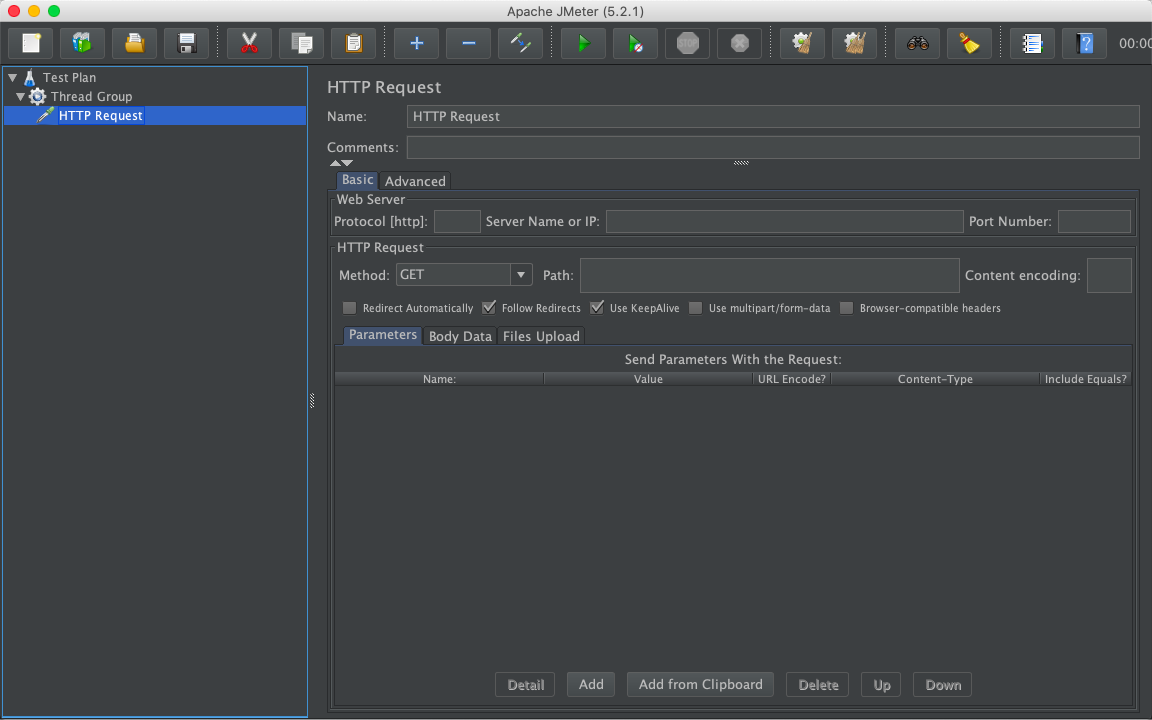 Apache JMeter (5.2.1)
STOP
?
00:00
Test Plan
Thread Group
HTTP Request
HTTP Request
Name: HTTP Request
Comments:
Basic Advanced
Web Server
Protocol [http]: Server Name or IP: Port Number:
HTTP Request
Method: GET Path: Content encoding:
Redirect Automatically Follow Redirects Use KeepAlive Use multipart/form-data Browser-compatible headers
Parameters Body Data Files Upload
Send Parameters With the Request:
Name: Value URL Encode? Content-Type Include Equals?
Detail Add Add from Clipboard Delete Up Down